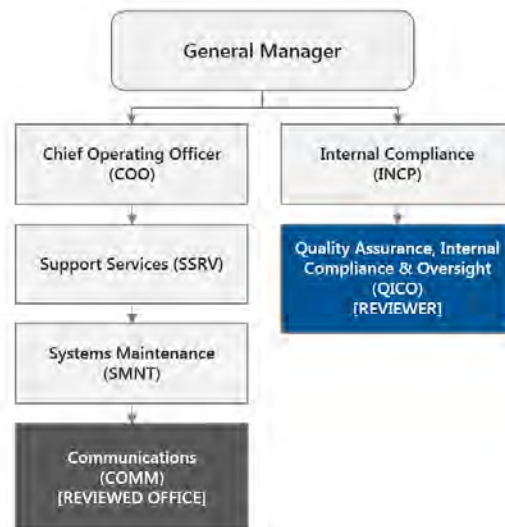 General Manager
Chief Operating Officer
(COO)
Internal Compliance
(INCP)
Support Services (SSRV)
Quality Assurance, Internal
Compliance & Oversight
(QICO)
[REVIEWER]
Systems Maintenance
(SMNT)
Communications
(COMM)
[REVIEWED OFFICE]